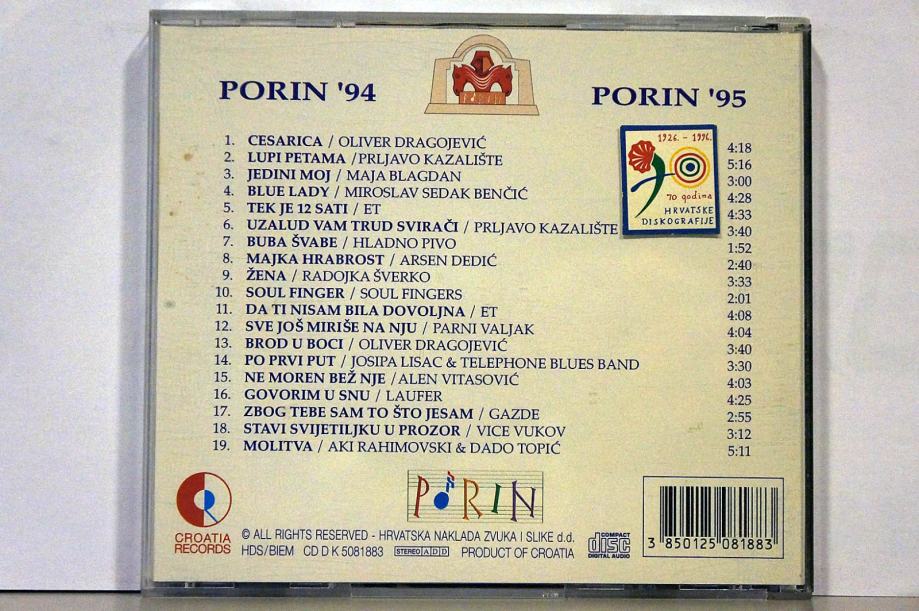 PORIN '94
PORIN '95
1926. - 1996.
70 godina
HRVATSKE
DISKOGRAFIJE
1. CESARICA / OLIVER DRAGOJEVIĆ 4:18
2. LUPI PETAMA / PRLJAVO KAZALIŠTE 5:16
3. JEDINI MOJ / MAJA BLAGDAN 3:00
4. BLUE LADY / MIROSLAV SEDAK BENČIĆ 4:28
5. TEK JE 12 SATI / ET 4:33
6. UZALUD VAM TRUD SVIRAČI / PRLJAVO KAZALIŠTE 3:40
7. BUBA ŠVABE / HLADNO PIVO 1:52
8. MAJKA HRABROST / ARSEN DEDIĆ 2:40
9. ŽENA / RADOJKA ŠVERKO 3:33
10. SOUL FINGER / SOUL FINGERS 2:01
11. DA TI NISAM BILA DOVOLJNA / ET 4:08
12. SVE JOŠ MIRIŠE NA NJU / PARNI VALJAK 4:04
13. BROD U BOCI / OLIVER DRAGOJEVIĆ 3:40
14. PO PRVI PUT / JOSIPA LISAC & TELEPHONE BLUES BAND 3:30
15. NE MOREN BEŽ NJE / ALEN VITASOVIĆ 4:03
16. GOVORIM U SNU / LAUFER 4:25
17. ZBOG TEBE SAM TO ŠTO JESAM / GAZDE 2:55
18. STAVI SVIJETILJKU U PROZOR / VICE VUKOV 3:12
19. MOLITVA / AKI RAHIMOVSKI & DADO TOPIĆ 5:11
PORIN
CROATIA
RECORDS
© ALL RIGHTS RESERVED - HRVATSKA NAKLADA ZVUKA I SLIKE d.d.
HDS/BIEM CD D K 5081883 STEREO ADD PRODUCT OF CROATIA
COMPACT
disc
DIGITAL AUDIO
3 850125 081883